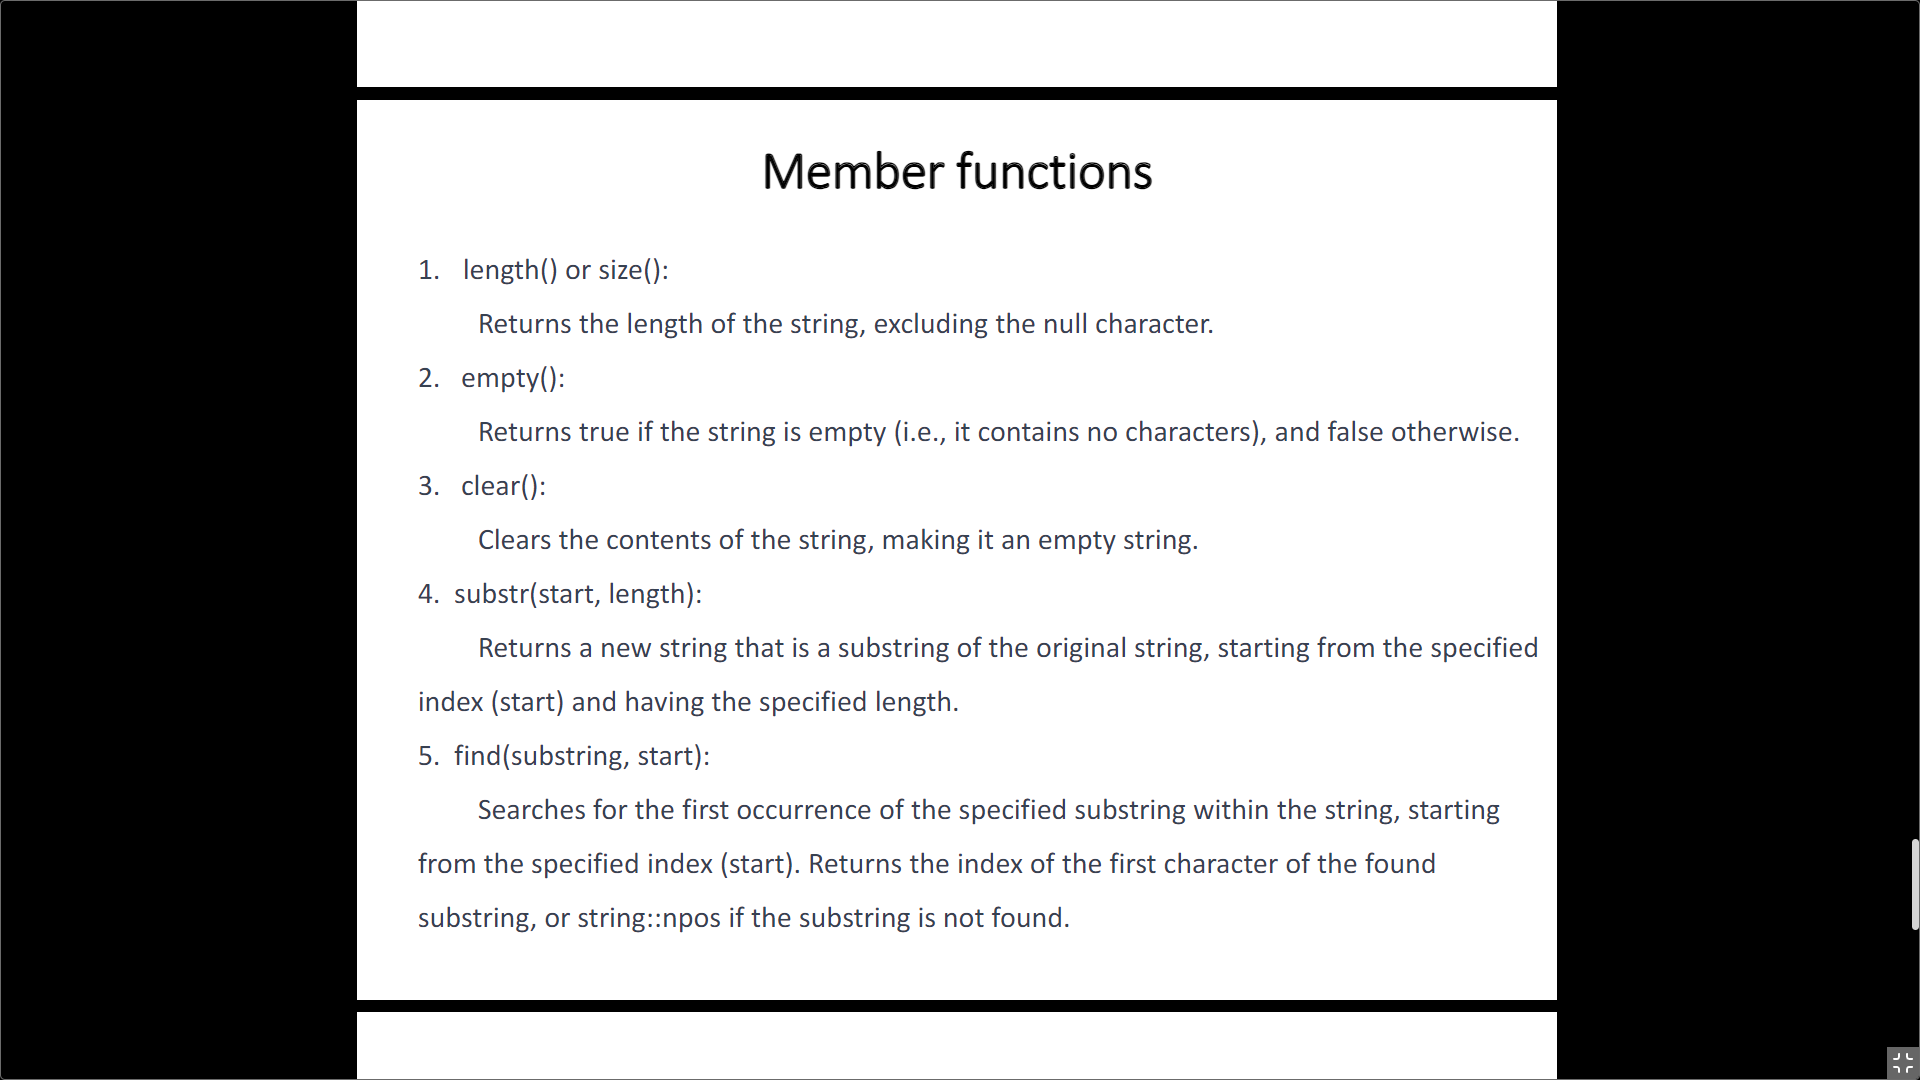 Member functions
1. length() or size():
Returns the length of the string, excluding the null character.
2. empty():
Returns true if the string is empty (i.e., it contains no characters), and false otherwise.
3. clear():
Clears the contents of the string, making it an empty string.
4. substr(start, length):
Returns a new string that is a substring of the original string, starting from the specified
index (start) and having the specified length.
5. find(substring, start):
Searches for the first occurrence of the specified substring within the string, starting
from the specified index (start). Returns the index of the first character of the found
substring, or string::npos if the substring is not found.